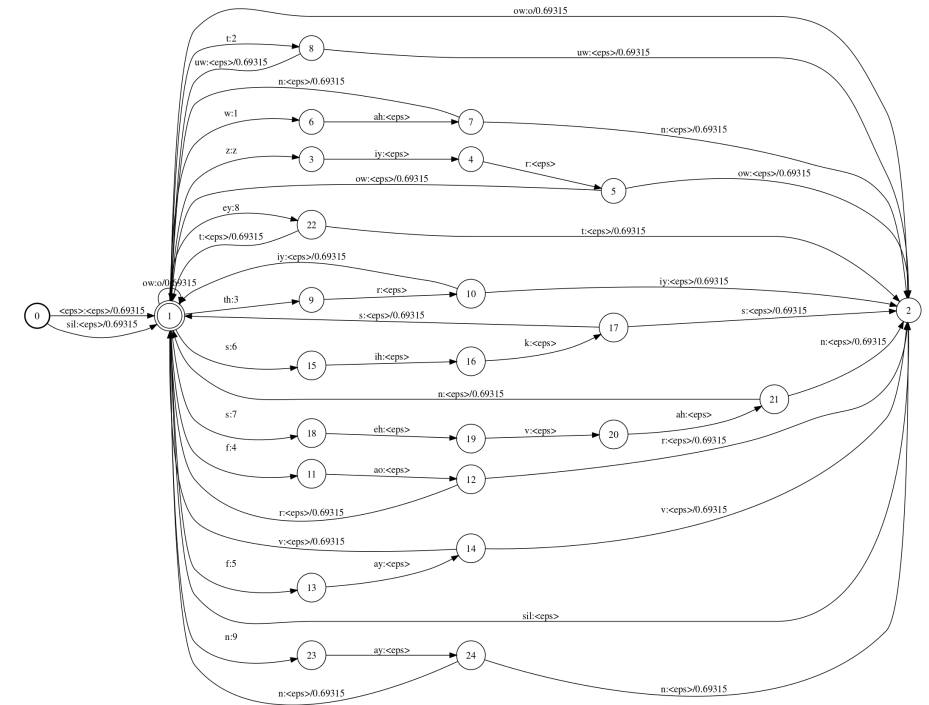 ow:o/0.69315
t:2
8
uw:<eps>/0.69315
uw:<eps>/0.69315
n:<eps>/0.69315
w:1
6
ah:<eps>
7
n:<eps>/0.69315
z:z
3
iy:<eps>
4
r:<eps>
ow:<eps>/0.69315
5
ow:<eps>/0.69315
ey:8
22
t:<eps>/0.69315
t:<eps>/0.69315
iy:<eps>/0.69315
ow:o/0.69315
0
<eps>:<eps>/0.69315
sil:<eps>/0.69315
1
th:3
9
r:<eps>
10
iy:<eps>/0.69315
2
s:<eps>/0.69315
17
s:<eps>/0.69315
s:6
15
ih:<eps>
16
k:<eps>
n:<eps>/0.69315
n:<eps>/0.69315
21
s:7
18
eh:<eps>
19
v:<eps>
20
ah:<eps>
r:<eps>/0.69315
f:4
11
ao:<eps>
12
r:<eps>/0.69315
v:<eps>/0.69315
v:<eps>/0.69315
14
f:5
13
ay:<eps>
sil:<eps>
n:9
23
ay:<eps>
24
n:<eps>/0.69315
n:<eps>/0.69315